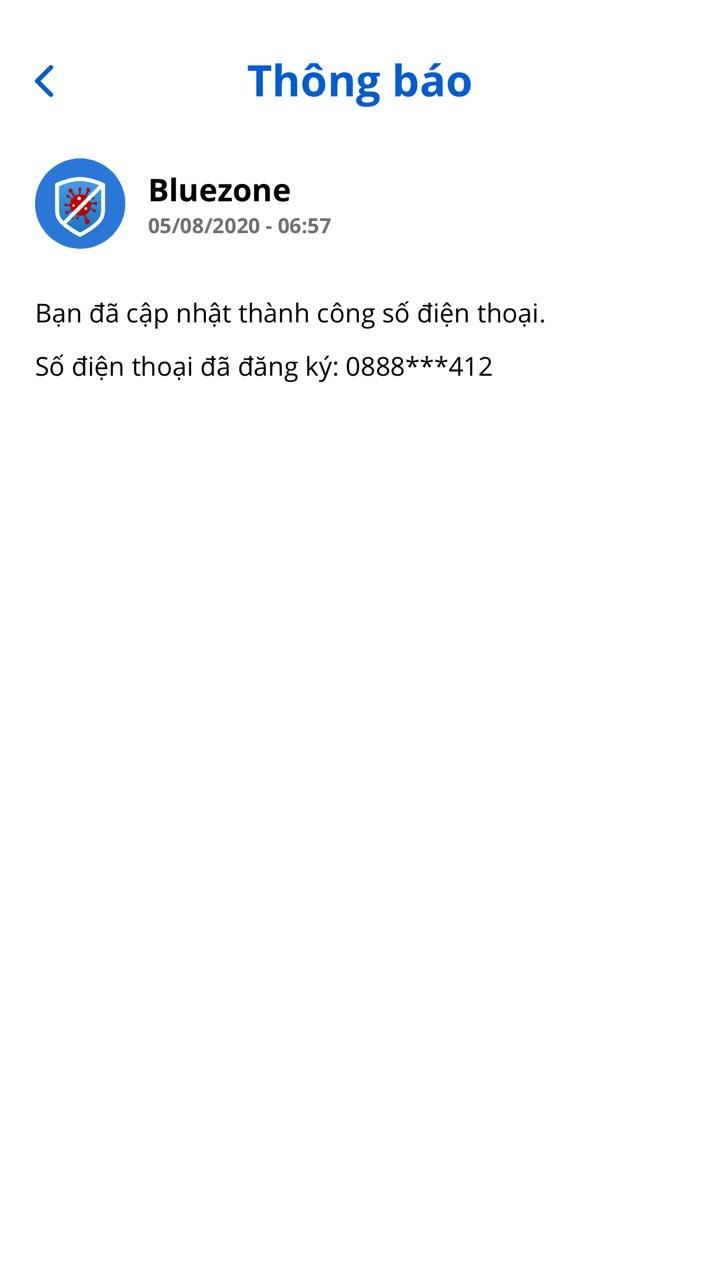 Thông báo
Bluezone
05/08/2020 - 06:57
Bạn đã cập nhật thành công số điện thoại.
Số điện thoại đã đăng ký: 0888***412